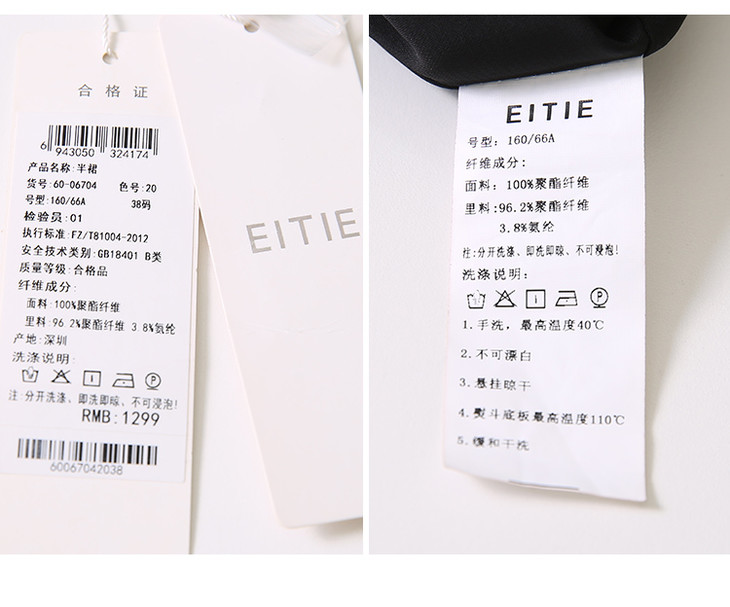 合格证
6 943050 324174
产品名称:半裙
货号:60-06704 色号:20
号型:160/66A 38码
检验员:01
执行标准:FZ/T81004-2012
安全技术类别:GB18401 B类
质量等级:合格品
纤维成分:
面料:100%聚酯纤维
里料:96.2%聚酯纤维 3.8%氨纶
产地:深圳
洗涤说明:
P
注:分开洗涤、即洗即晾、不可浸泡!
RMB:1299
60067042038
EITIE
EITIE
号型: 160/66A
纤维成分:
面料: 100%聚酯纤维
里料:96.2%聚酯纤维
3.8%氨纶
注:分开洗涤、即洗即晾、不可浸泡!
洗涤说明:
P
1.手洗，最高温度40℃
2.不可漂白
3.悬挂晾干
4.熨斗底板最高温度110℃
5.缓和干洗